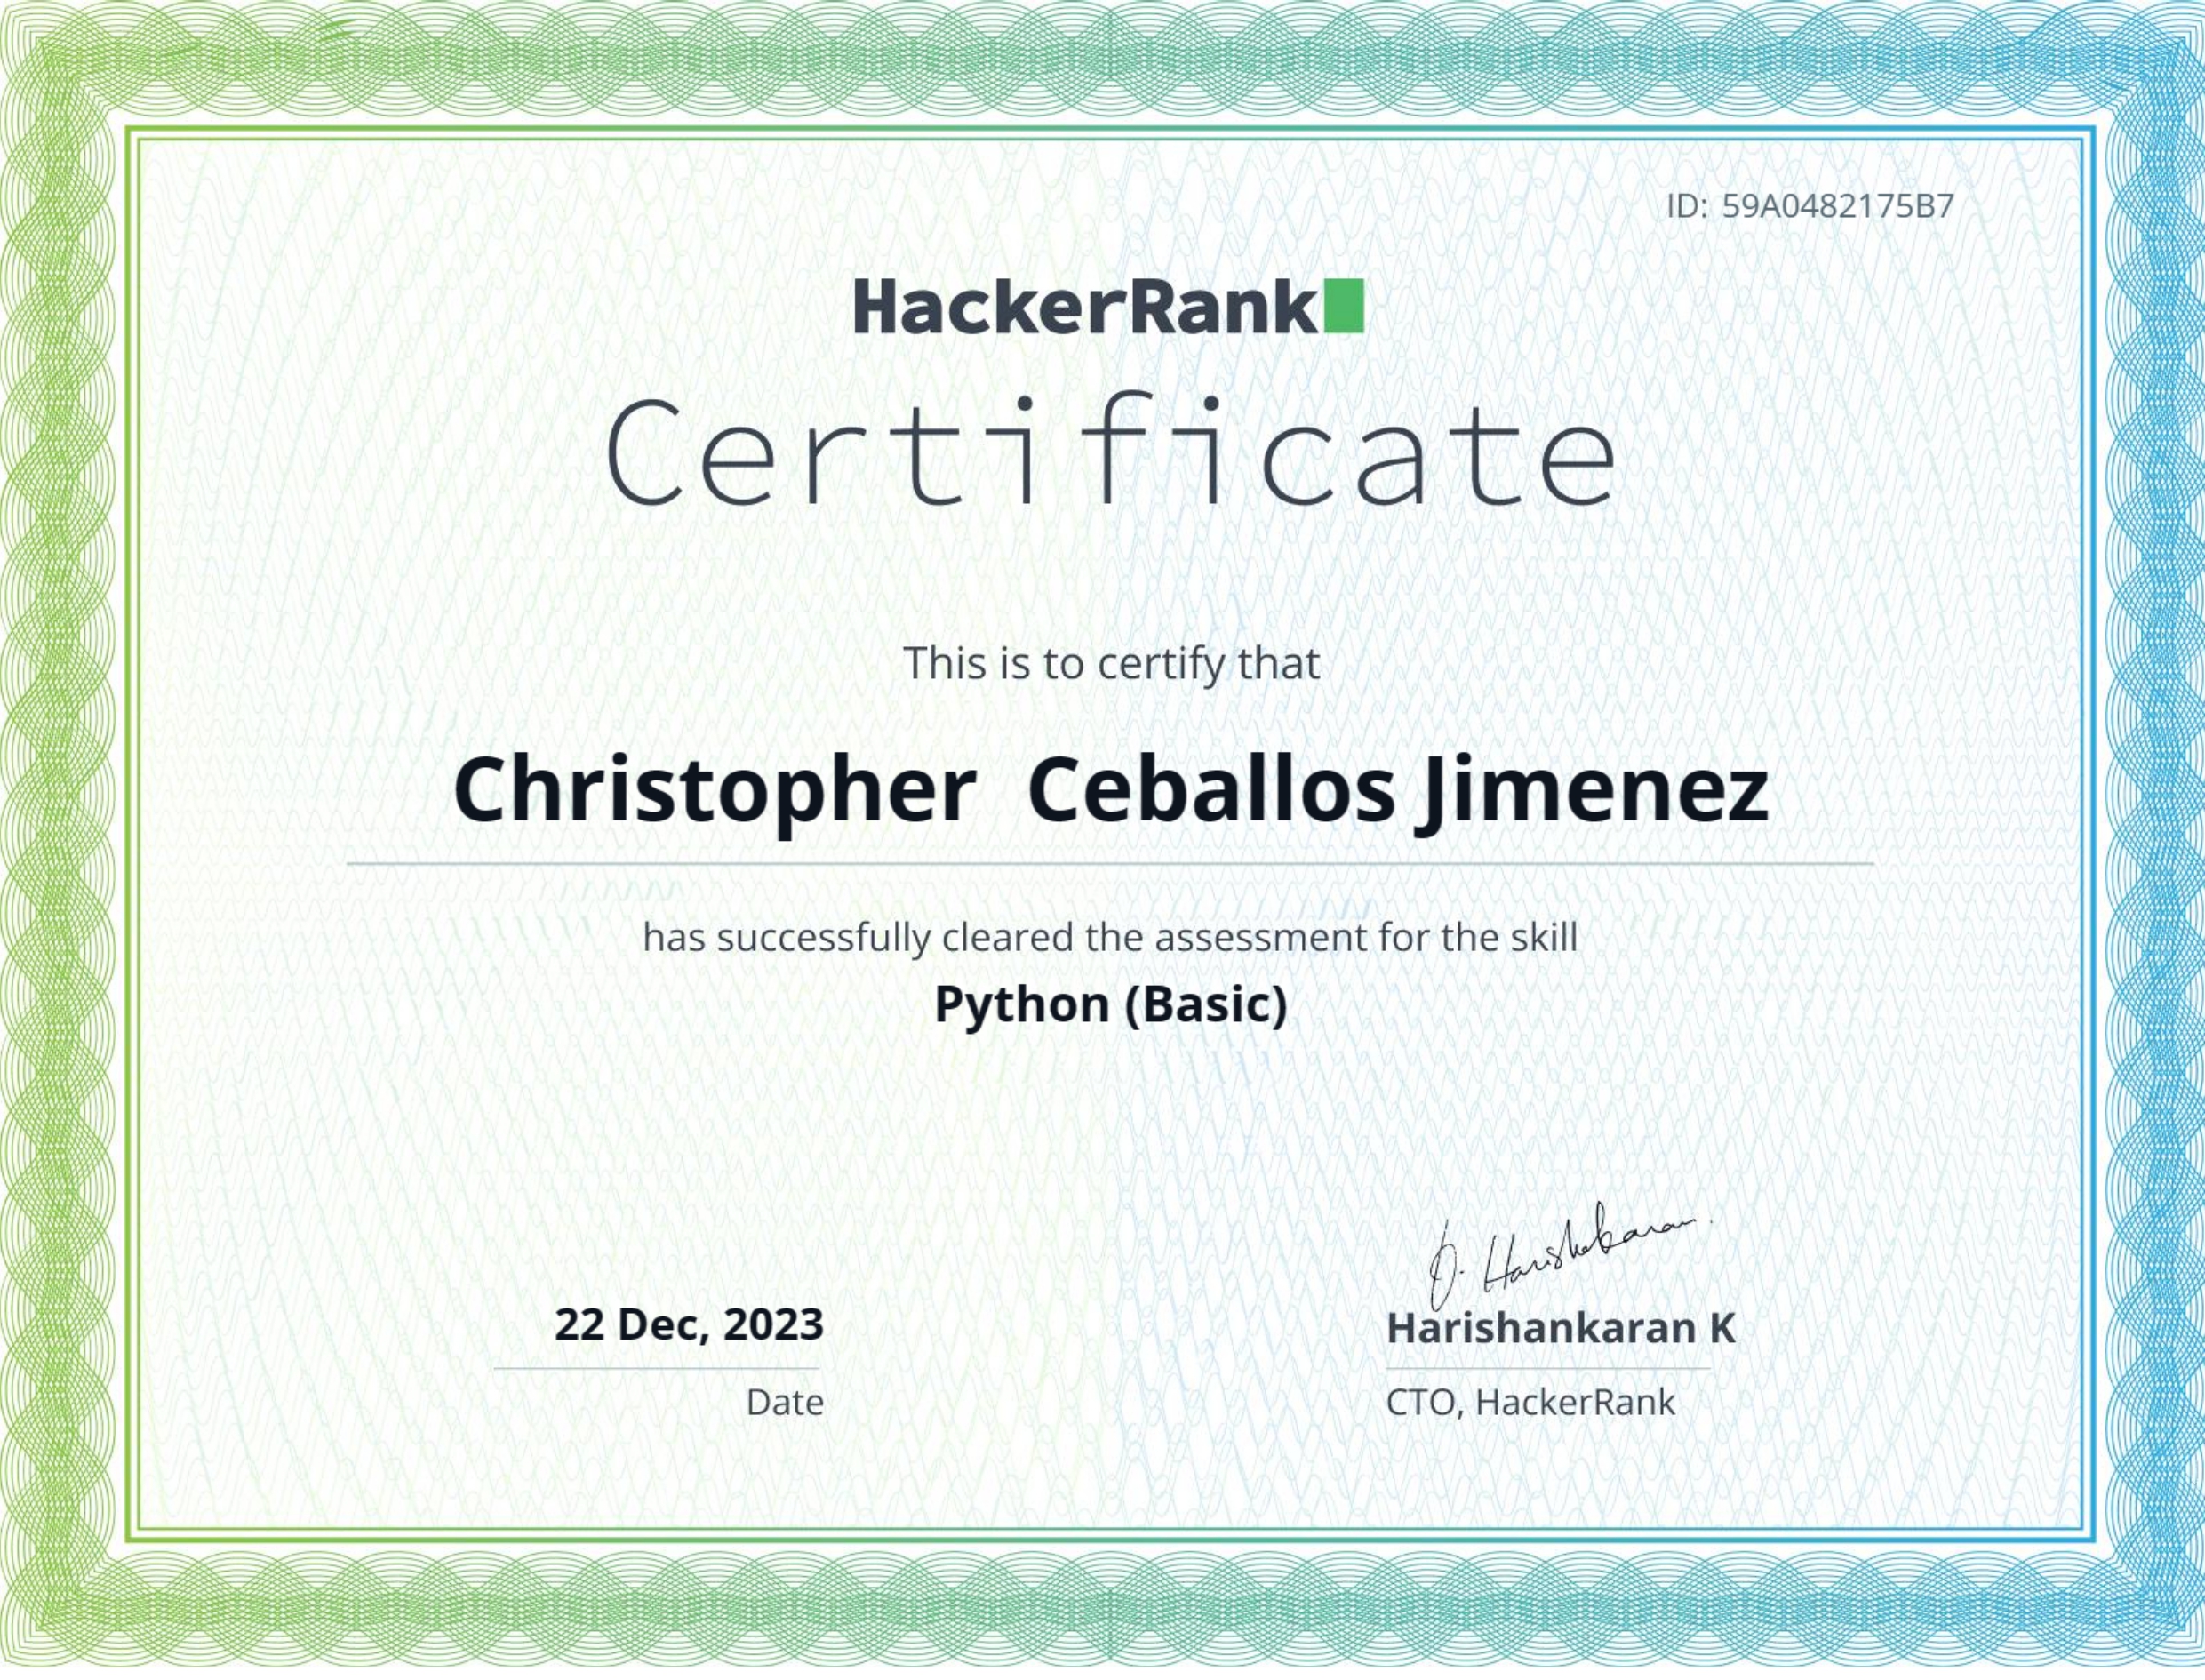 ID: 59A0482175B7
HackerRank
Certificate
This is to certify that
Christopher  Ceballos Jimenez
has successfully cleared the assessment for the skill
Python (Basic)
22 Dec, 2023
Date
Harishankaran K
CTO, HackerRank